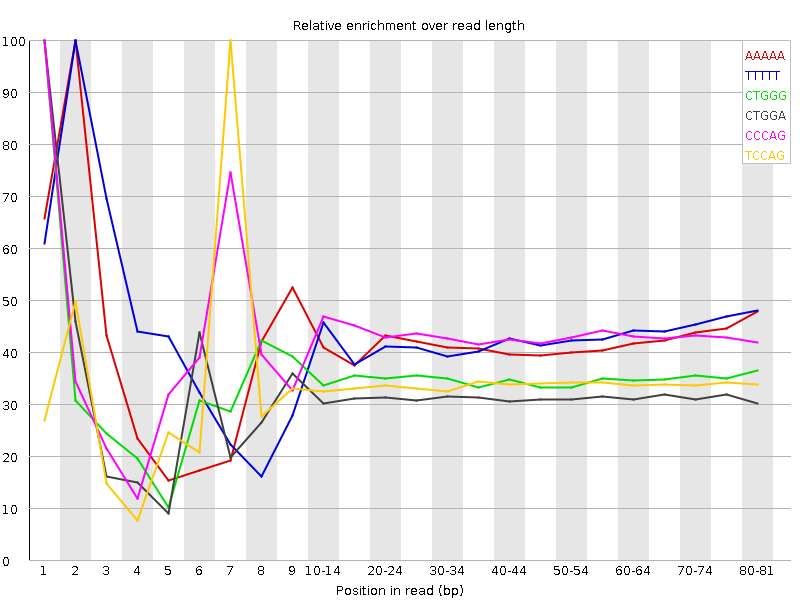 Relative enrichment over read length
100
90
80
70
60
50
40
30
20
10
0
AAAAA
TTTTT
CTGGG
CTGGA
CCCAG
TCCAG
1 2 3 4 5 6 7 8 9 10-14 20-24 30-34 40-44 50-54 60-64 70-74 80-81
Position in read (bp)